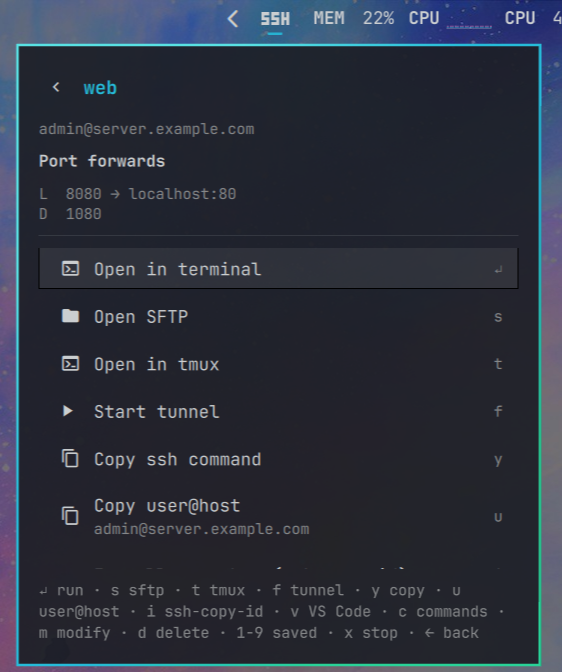 SSH MEM 22% CPU CPU 4
web
admin@server.example.com
Port forwards
L 8080 → localhost:80
D 1080
Open in terminal ↲
Open SFTP s
Open in tmux t
Start tunnel f
Copy ssh command y
Copy user@host u
admin@server.example.com
↲ run · s sftp · t tmux · f tunnel · y copy · u
user@host · i ssh-copy-id · v VS Code · c commands ·
m modify · d delete · 1-9 saved · x stop · ← back